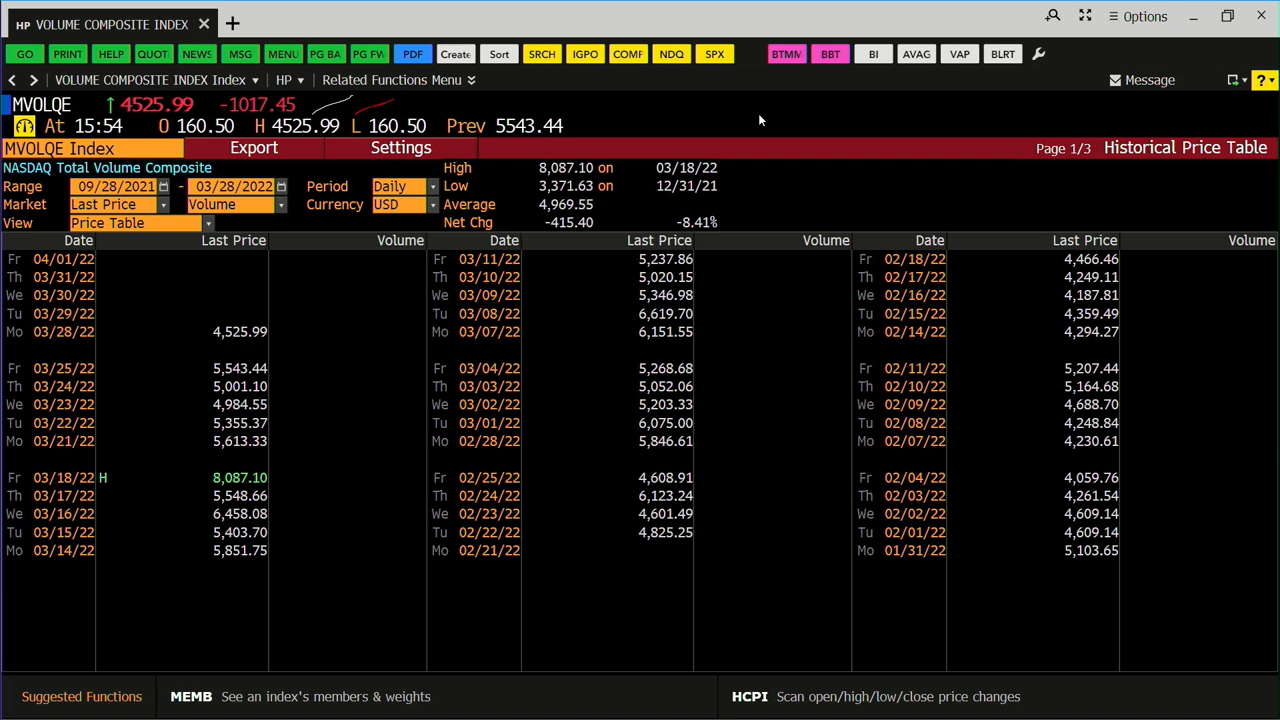 HP VOLUME COMPOSITE INDEX × +
Options
GO PRINT HELP QUOT NEWS MSG MENU PG BA PG FW PDF Create Sort SRCH IGPO COMF NDQ SPX BTMM BBT BI AVAG VAP BLRT
VOLUME COMPOSITE INDEX Index HP Related Functions Menu Message ?
MVOLQE ↑ 4525.99 -1017.45
At 15:54 O 160.50 H 4525.99 L 160.50 Prev 5543.44
MVOLQE Index Export Settings Page 1/3 Historical Price Table
NASDAQ Total Volume Composite High 8,087.10 on 03/18/22
Range 09/28/2021 - 03/28/2022 Period Daily Low 3,371.63 on 12/31/21
Market Last Price Volume Currency USD Average 4,969.55
View Price Table Net Chg -415.40 -8.41%
Date Last Price Volume Date Last Price Volume Date Last Price Volume
Fr 04/01/22 Fr 03/11/22 5,237.86 Fr 02/18/22 4,466.46
Th 03/31/22 Th 03/10/22 5,020.15 Th 02/17/22 4,249.11
We 03/30/22 We 03/09/22 5,346.98 We 02/16/22 4,187.81
Tu 03/29/22 Tu 03/08/22 6,619.70 Tu 02/15/22 4,359.49
Mo 03/28/22 4,525.99 Mo 03/07/22 6,151.55 Mo 02/14/22 4,294.27
Fr 03/25/22 5,543.44 Fr 03/04/22 5,268.68 Fr 02/11/22 5,207.44
Th 03/24/22 5,001.10 Th 03/03/22 5,052.06 Th 02/10/22 5,164.68
We 03/23/22 4,984.55 We 03/02/22 5,203.33 We 02/09/22 4,688.70
Tu 03/22/22 5,355.37 Tu 03/01/22 6,075.00 Tu 02/08/22 4,248.84
Mo 03/21/22 5,613.33 Mo 02/28/22 5,846.61 Mo 02/07/22 4,230.61
Fr 03/18/22 H 8,087.10 Fr 02/25/22 4,608.91 Fr 02/04/22 4,059.76
Th 03/17/22 5,548.66 Th 02/24/22 6,123.24 Th 02/03/22 4,261.54
We 03/16/22 6,458.08 We 02/23/22 4,601.49 We 02/02/22 4,609.14
Tu 03/15/22 5,403.70 Tu 02/22/22 4,825.25 Tu 02/01/22 4,609.14
Mo 03/14/22 5,851.75 Mo 02/21/22 Mo 01/31/22 5,103.65
Suggested Functions MEMB See an index's members & weights HCPI Scan open/high/low/close price changes